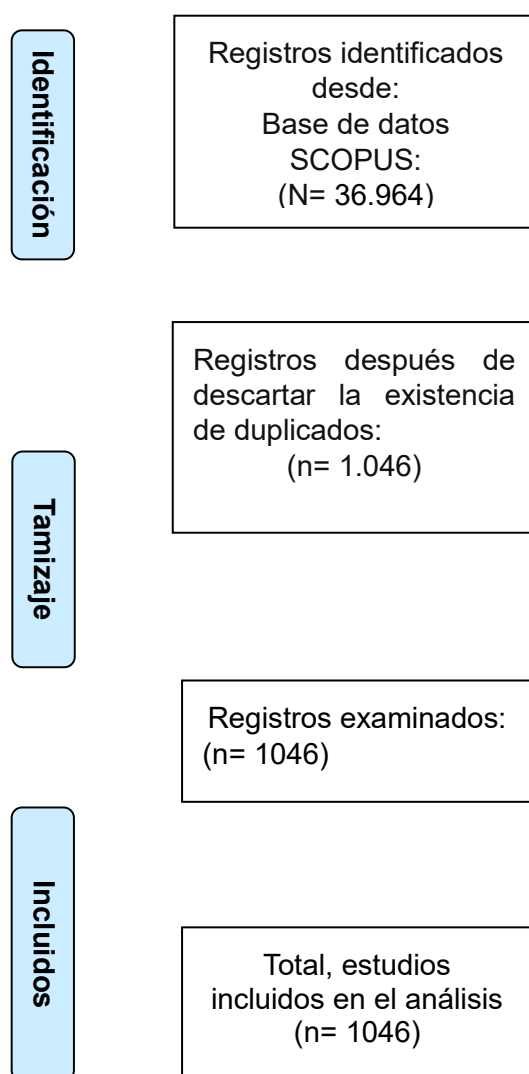 Identificación
Registros identificados
desde:
Base de datos
SCOPUS:
(N= 36.964)
Registros después de
descartar la existencia
de duplicados:
(n= 1.046)
Tamizaje
Registros examinados:
(n= 1046)
Incluidos
Total, estudios
incluidos en el análisis
(n= 1046)